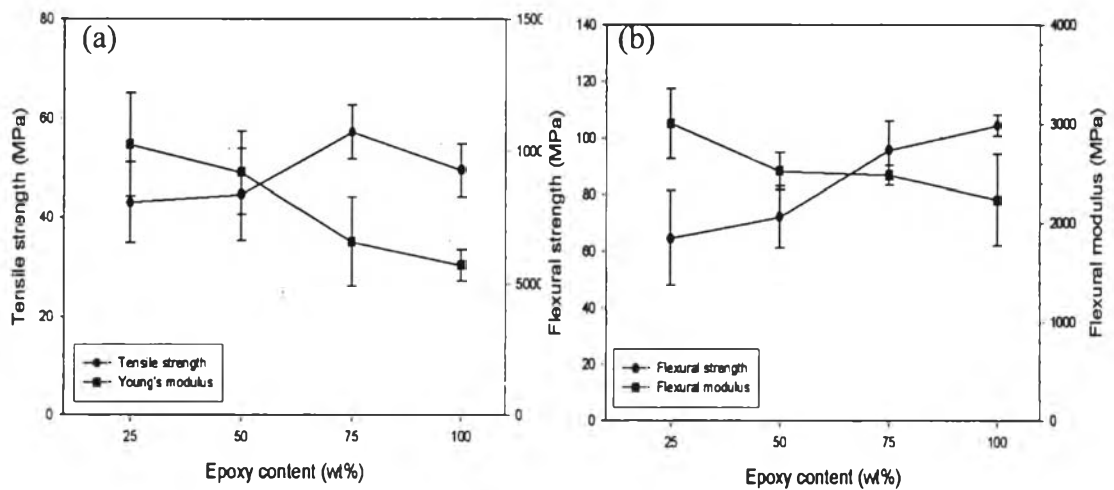 (a)
80
60
40
20
0
Tensile strength (MPa)
1500
1000
5000
0
Tensile strength
Young's modulus
25 50 75 100
Epoxy content (wt%)
(b)
140
120
100
80
60
40
20
0
Flexural strength (MPa)
4000
3000
2000
1000
0
Flexural modulus (MPa)
Flexural strength
Flexural modulus
25 50 75 100
Epoxy content (wt%)